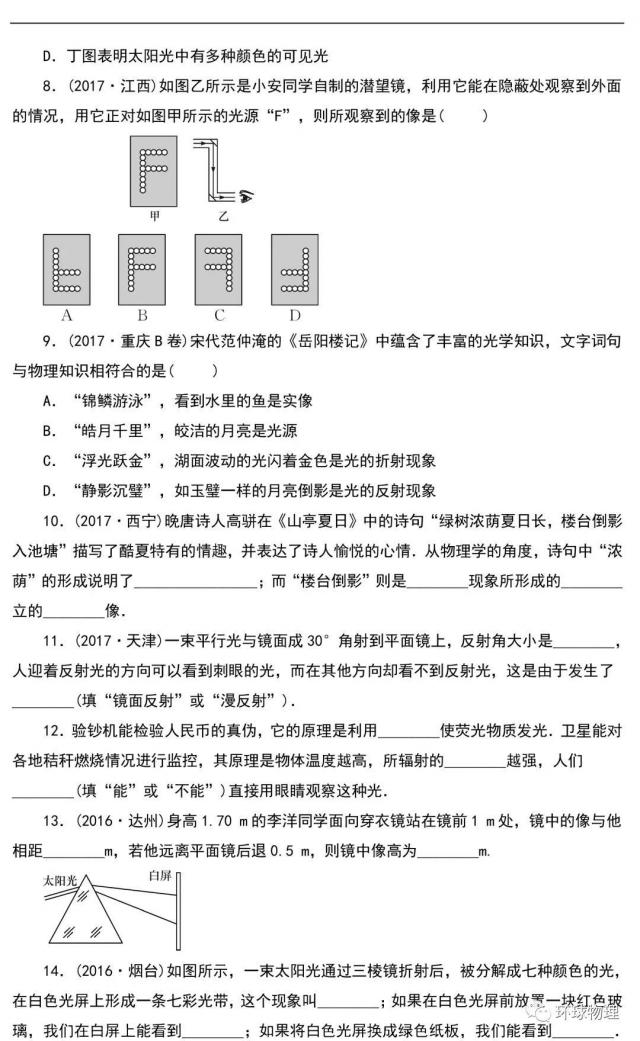 D. 丁图表明太阳光中有多种颜色的可见光
8. (2017·江西)如图乙所示是小安同学自制的潜望镜，利用它能在隐蔽处观察到外面
的情况，用它正对如图甲所示的光源“F”，则所观察到的像是(　　)
甲 乙
A B C D
9. (2017·重庆B卷)宋代范仲淹的《岳阳楼记》中蕴含了丰富的光学知识，文字词句
与物理知识相符合的是(　　)
A. “锦鳞游泳”，看到水里的鱼是实像
B. “皓月千里”，皎洁的月亮是光源
C. “浮光跃金”，湖面波动的光闪着金色是光的折射现象
D. “静影沉璧”，如玉璧一样的月亮倒影是光的反射现象
10. (2017·西宁)晚唐诗人高骈在《山亭夏日》中的诗句“绿树浓荫夏日长，楼台倒影
入池塘”描写了酷夏特有的情趣，并表达了诗人愉悦的心情．从物理学的角度，诗句中“浓
荫”的形成说明了________________；而“楼台倒影”则是________现象所形成的________
立的________像．
11. (2017·天津)一束平行光与镜面成30°角射到平面镜上，反射角大小是________，
人迎着反射光的方向可以看到刺眼的光，而在其他方向却看不到反射光，这是由于发生了
________(填“镜面反射”或“漫反射”)．
12. 验钞机能检验人民币的真伪，它的原理是利用________使荧光物质发光．卫星能对
各地秸秆燃烧情况进行监控，其原理是物体温度越高，所辐射的________越强，人们
________(填“能”或“不能”)直接用眼睛观察这种光．
13. (2016·达州)身高1.70 m的李洋同学面向穿衣镜站在镜前1 m处，镜中的像与他
相距________m，若他远离平面镜后退0.5 m，则镜中像高为________m.
太阳光 白屏
14. (2016·烟台)如图所示，一束太阳光通过三棱镜折射后，被分解成七种颜色的光，
在白色光屏上形成一条七彩光带，这个现象叫________；如果在白色光屏前放置一块红色玻
璃，我们在白屏上能看到________；如果将白色光屏换成绿色纸板，我们能看到________．
环球物理